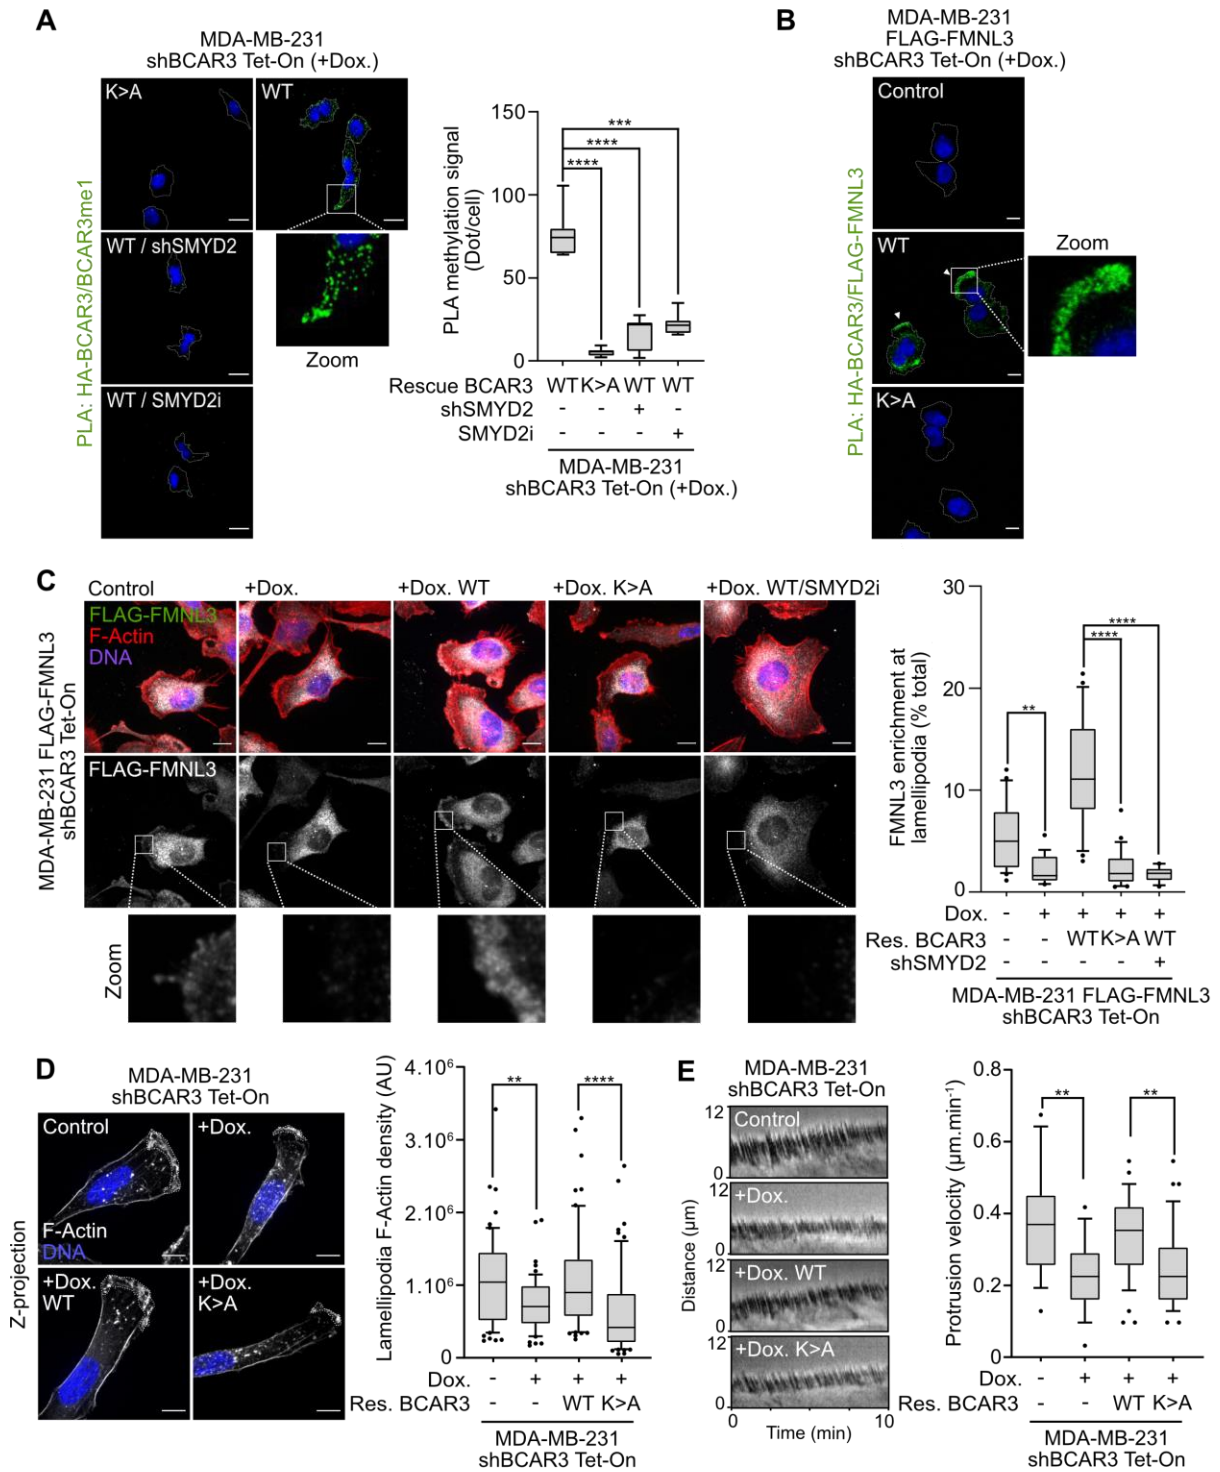 A
MDA-MB-231
shBCAR3 Tet-On (+Dox.)
PLA: HA-BCAR3/BCAR3me1
K>A
WT
WT / shSMYD2
Zoom
WT / SMYD2i
PLA methylation signal
(Dot/cell)
150
100
50
0
***
****
****
Rescue BCAR3 WT K>A WT WT
shSMYD2 - - + -
SMYD2i - - - +
MDA-MB-231
shBCAR3 Tet-On (+Dox.)
B
MDA-MB-231
FLAG-FMNL3
shBCAR3 Tet-On (+Dox.)
PLA: HA-BCAR3/FLAG-FMNL3
Control
WT
Zoom
K>A
C
MDA-MB-231 FLAG-FMNL3
shBCAR3 Tet-On
Control
+Dox.
+Dox. WT
+Dox. K>A
+Dox. WT/SMYD2i
FLAG-FMNL3
F-Actin
DNA
FLAG-FMNL3
Zoom
FMNL3 enrichment at
lamellipodia (% total)
30
20
10
0
**
****
****
Dox. - + + + +
Res. BCAR3 - - WT K>A WT
shSMYD2 - - - - +
MDA-MB-231 FLAG-FMNL3
shBCAR3 Tet-On
D
MDA-MB-231
shBCAR3 Tet-On
Z-projection
Control
+Dox.
F-Actin
DNA
+Dox.
WT
+Dox.
K>A
Lamellipodia F-Actin density (AU)
4.10⁶
3.10⁶
2.10⁶
1.10⁶
0
**
****
Dox. - + + +
Res. BCAR3 - - WT K>A
MDA-MB-231
shBCAR3 Tet-On
E
MDA-MB-231
shBCAR3 Tet-On
Distance (µm)
12
Control
0
12
+Dox.
0
12
+Dox. WT
0
12
+Dox. K>A
0
0 10
Time (min)
Protrusion velocity (µm.min⁻¹)
0.8
0.6
0.4
0.2
0
**
**
Dox. - + + +
Res. BCAR3 - - WT K>A
MDA-MB-231
shBCAR3 Tet-On